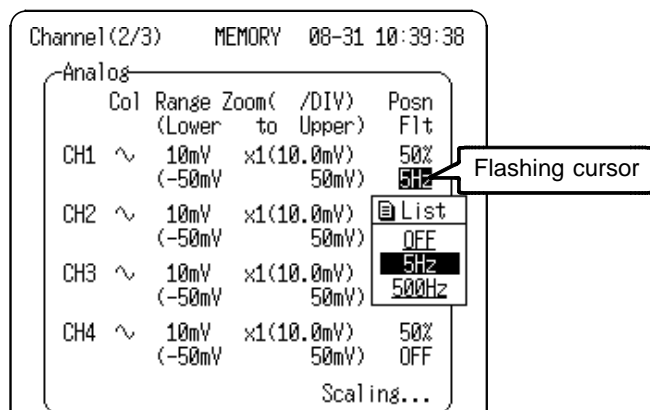 Channel(2/3) MEMORY 08-31 10:39:38
Analog
Col Range Zoom( /DIV) Posn
(Lower to Upper) Flt
CH1 ∿ 10mV x1(10.0mV) 50%
(-50mV 50mV) 5Hz
Flashing cursor
CH2 ∿ 10mV x1(10.0mV)
(-50mV 50mV)
List
OFF
5Hz
500Hz
CH3 ∿ 10mV x1(10.0mV)
(-50mV 50mV)
CH4 ∿ 10mV x1(10.0mV) 50%
(-50mV 50mV) OFF
Scaling...